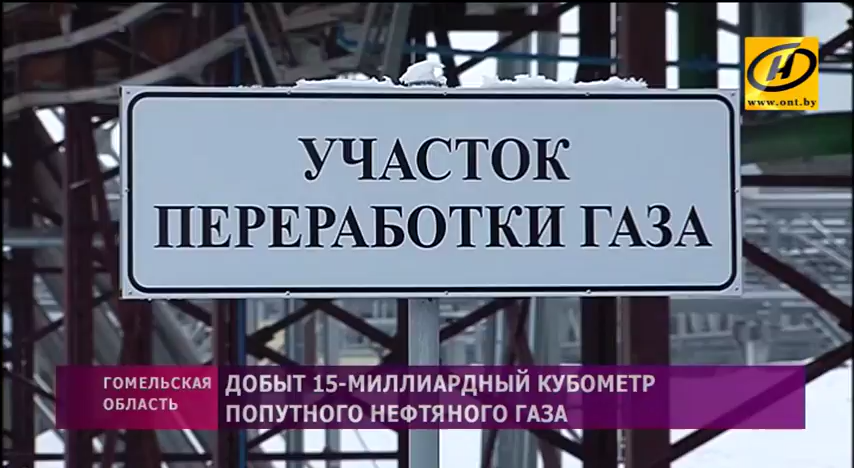 www.ont.by
УЧАСТОК
ПЕРЕРАБОТКИ ГАЗА
ГОМЕЛЬСКАЯ
ОБЛАСТЬ
ДОБЫТ 15-МИЛЛИАРДНЫЙ КУБОМЕТР
ПОПУТНОГО НЕФТЯНОГО ГАЗА